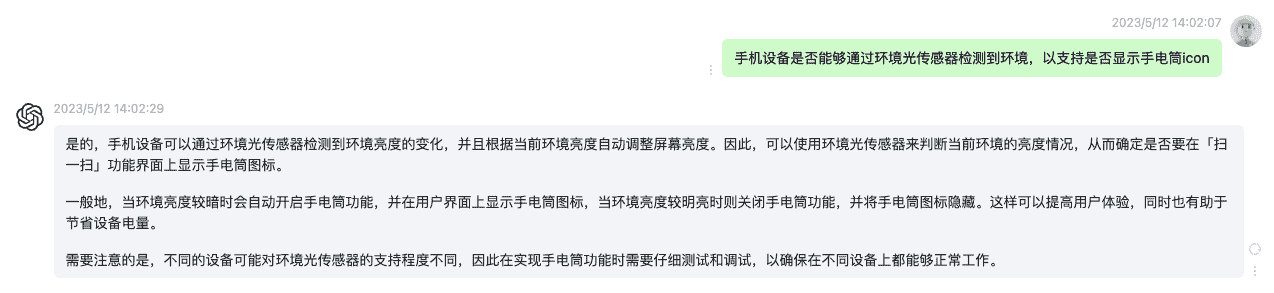 2023/5/12 14:02:07
手机设备是否能够通过环境光传感器检测到环境，以支持是否显示手电筒icon
2023/5/12 14:02:29
是的，手机设备可以通过环境光传感器检测到环境亮度的变化，并且根据当前环境亮度自动调整屏幕亮度。因此，可以使用环境光传感器来判断当前环境的亮度情况，从而确定是否要在「扫
一扫」功能界面上显示手电筒图标。
一般地，当环境亮度较暗时会自动开启手电筒功能，并在用户界面上显示手电筒图标，当环境亮度较明亮时则关闭手电筒功能，并将手电筒图标隐藏。这样可以提高用户体验，同时也有助于
节省设备电量。
需要注意的是，不同的设备可能对环境光传感器的支持程度不同，因此在实现手电筒功能时需要仔细测试和调试，以确保在不同设备上都能够正常工作。